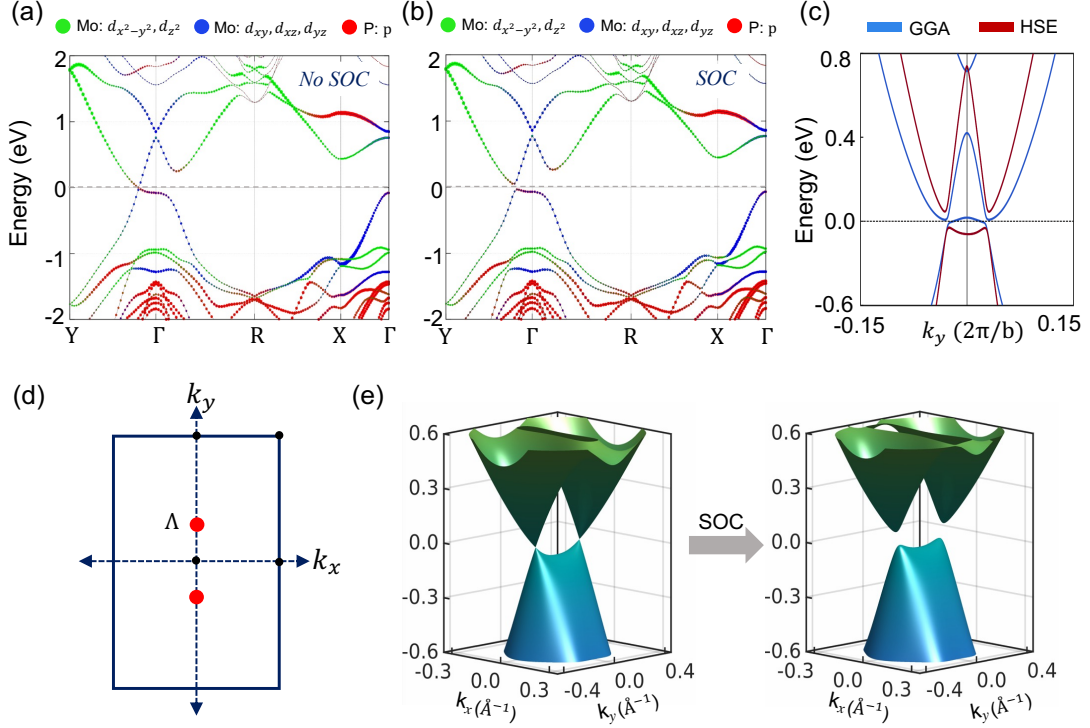 (a)
Mo: d_{x²−y²}, d_{z²} Mo: d_{xy}, d_{xz}, d_{yz} P: p
No SOC
Energy (eV)
2
1
0
-1
-2
Y Γ R X Γ
(b)
Mo: d_{x²−y²}, d_{z²} Mo: d_{xy}, d_{xz}, d_{yz} P: p
SOC
2
1
0
-1
-2
Y Γ R X Γ
(c)
GGA HSE
Energy (eV)
0.8
0.4
0.0
-0.6
-0.15 k_y (2π/b) 0.15
(d)
k_y
Λ
k_x
(e)
0.6
0.3
0.0
-0.3
-0.6
-0.3 0.0 0.3 -0.4 0.0 0.4
k_x(Å⁻¹) k_y(Å⁻¹)
SOC
0.6
0.3
0.0
-0.3
-0.6
-0.3 0.0 0.3 -0.4 0.0 0.4
k_x(Å⁻¹) k_y(Å⁻¹)